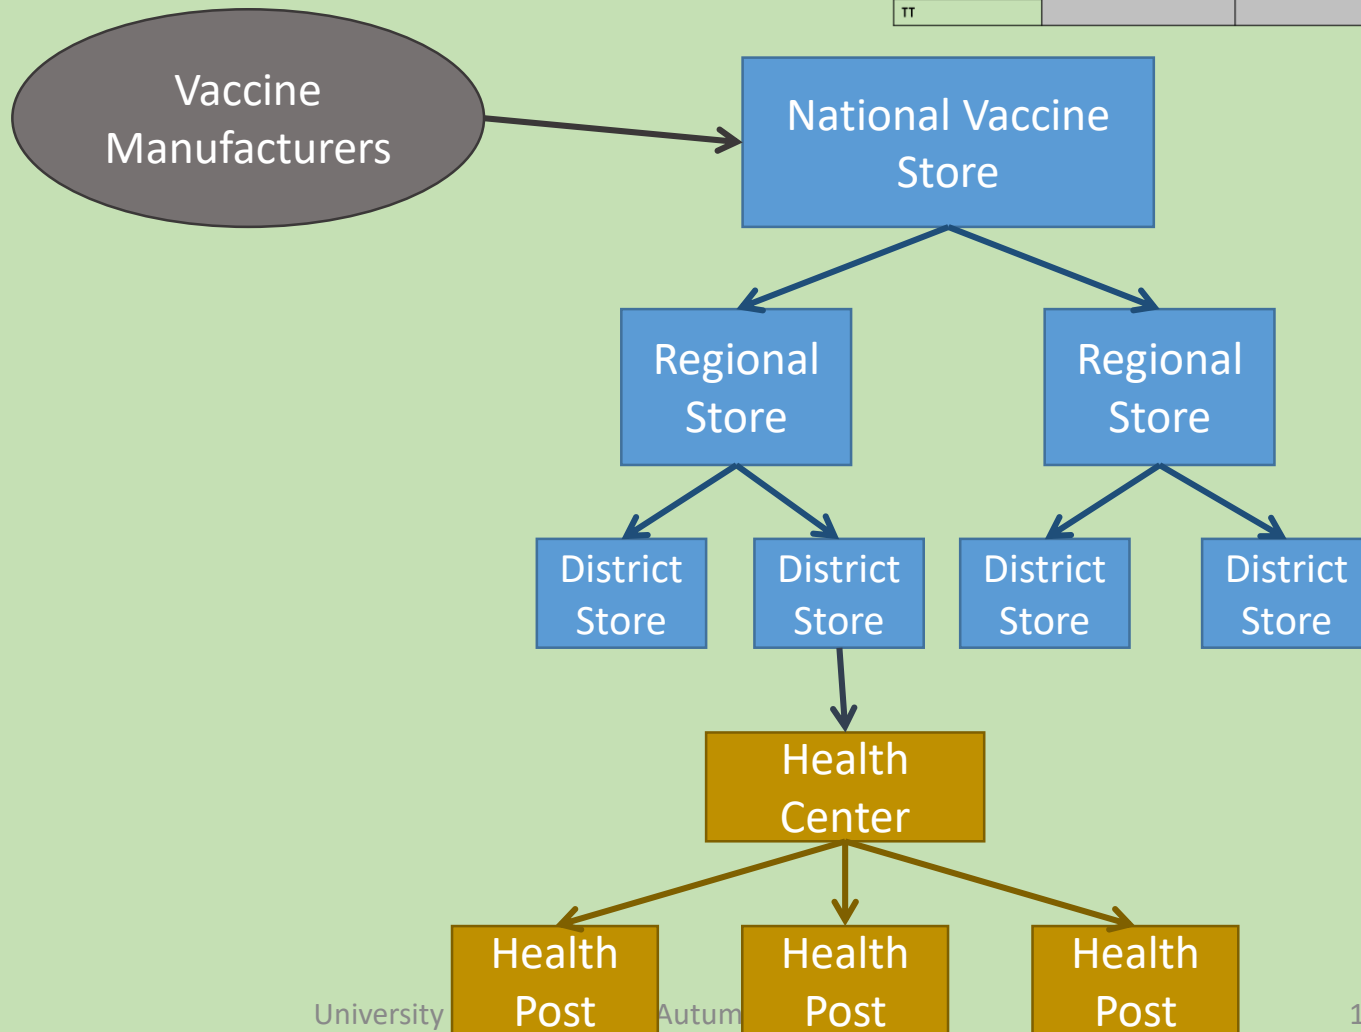 TT
Vaccine
Manufacturers
National Vaccine
Store
Regional
Store
Regional
Store
District
Store
District
Store
District
Store
District
Store
Health
Center
Health
Post
Health
Post
Health
Post
University
1